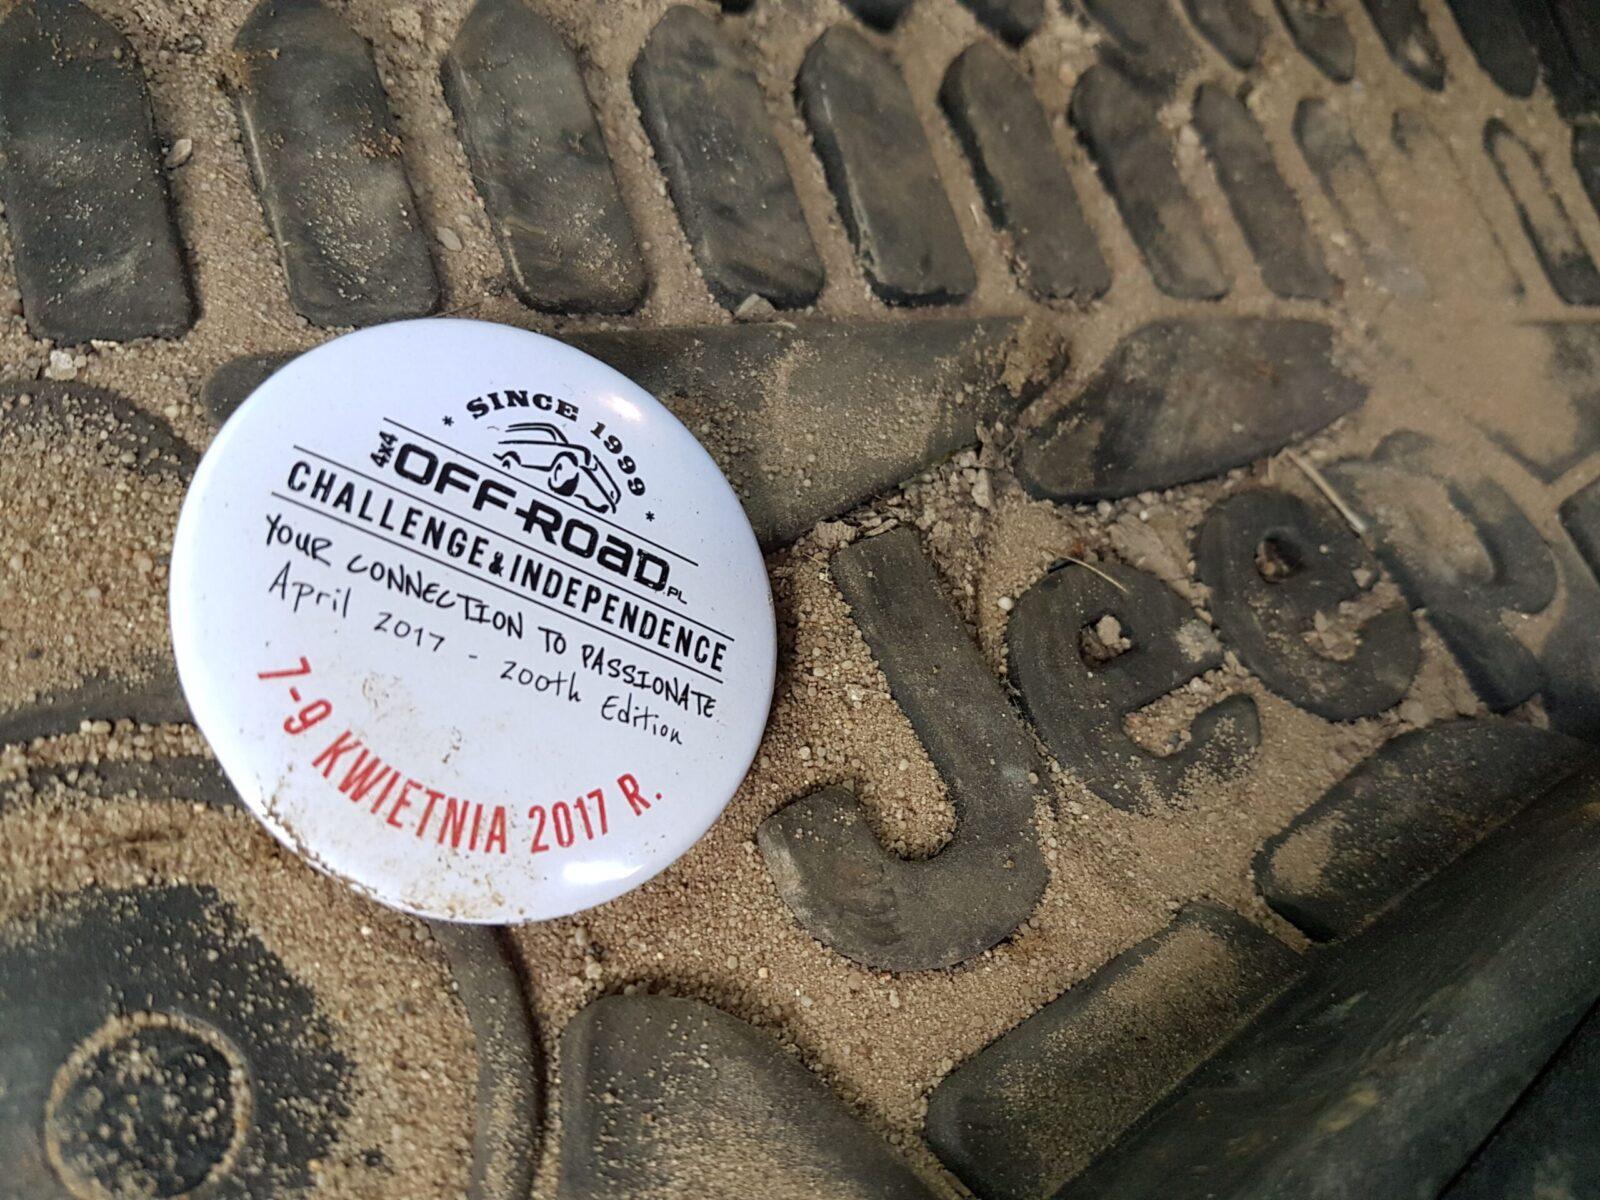 * SINCE 1999 *
4x4 OFF-ROAD.PL
CHALLENGE & INDEPENDENCE
YOUR CONNECTION TO PASSIONATE
April 2017 - 200th Edition
7-9 KWIETNIA 2017 R.
Jeep